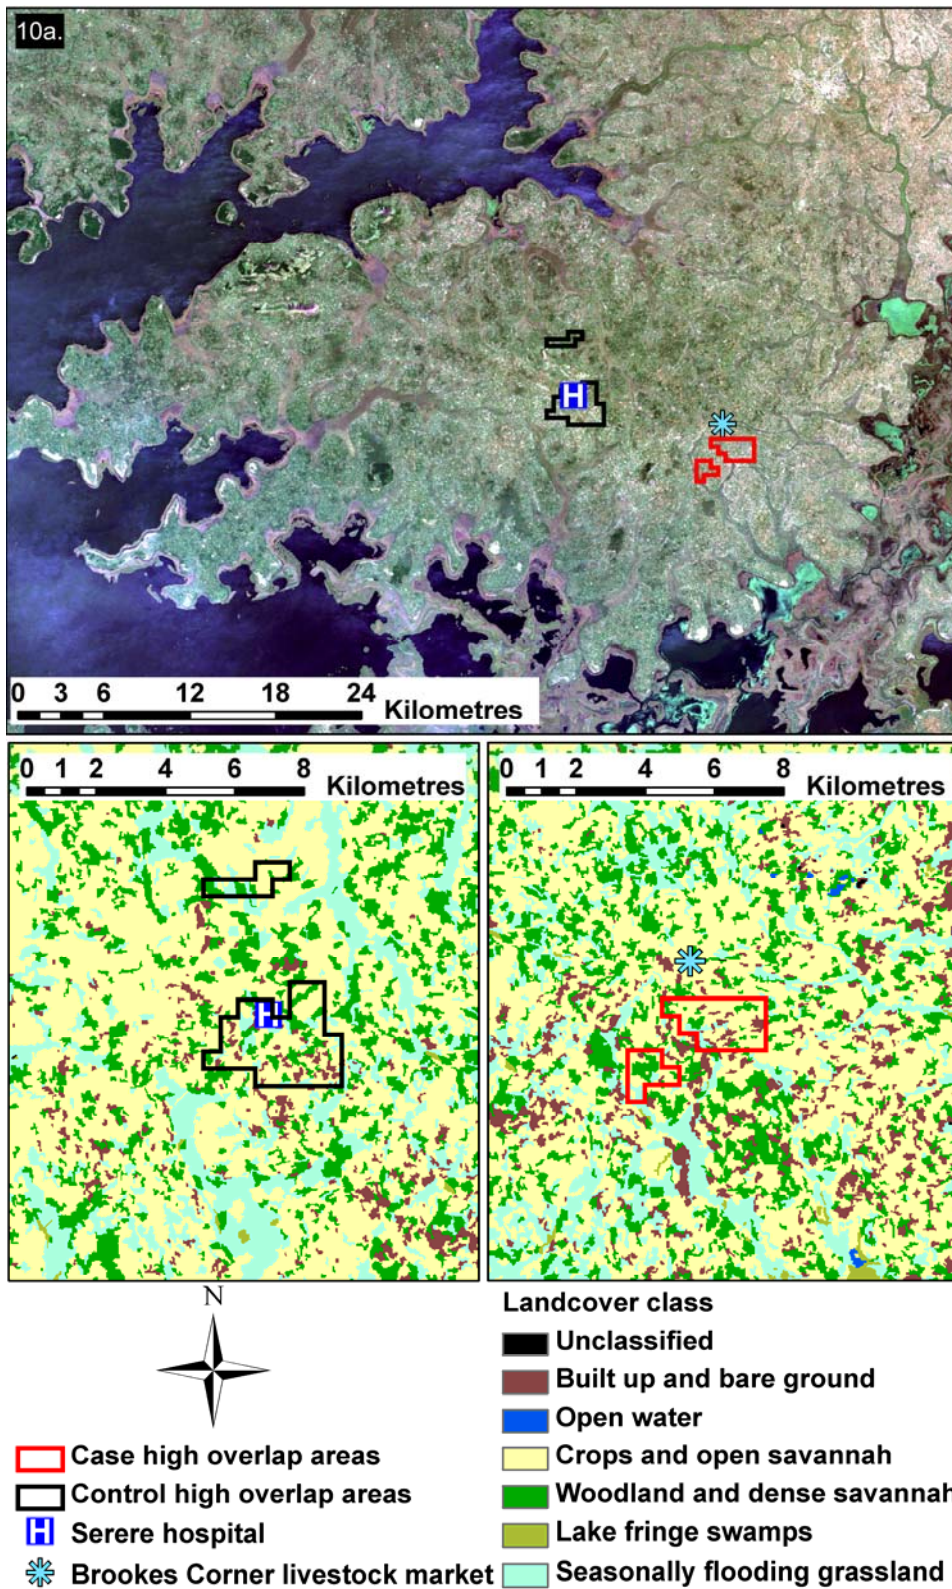 10a.
H
0 3 6 12 18 24
Kilometres
0 1 2 4 6 8
Kilometres
H
0 1 2 4 6 8
Kilometres
N
Case high overlap areas
Control high overlap areas
H Serere hospital
Brookes Corner livestock market
Landcover class
Unclassified
Built up and bare ground
Open water
Crops and open savannah
Woodland and dense savannah
Lake fringe swamps
Seasonally flooding grassland